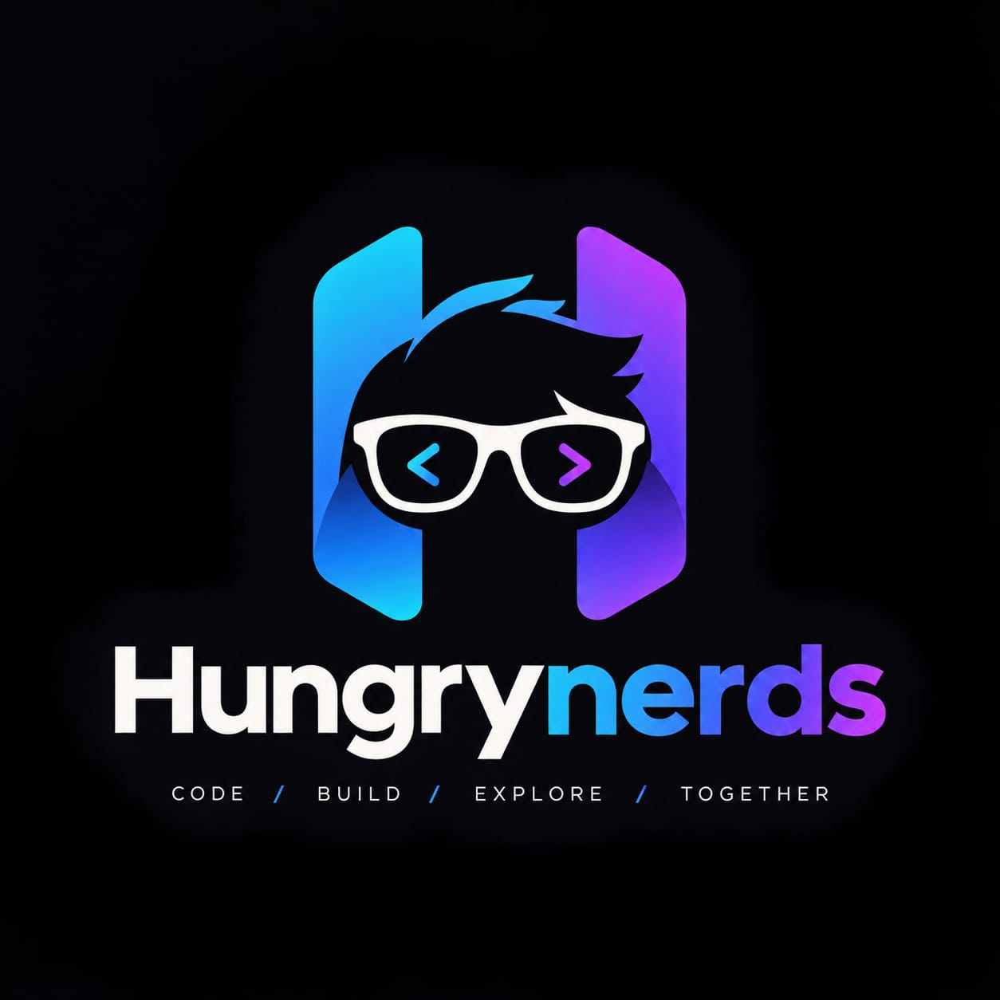 < >
Hungrynerds
CODE / BUILD / EXPLORE / TOGETHER